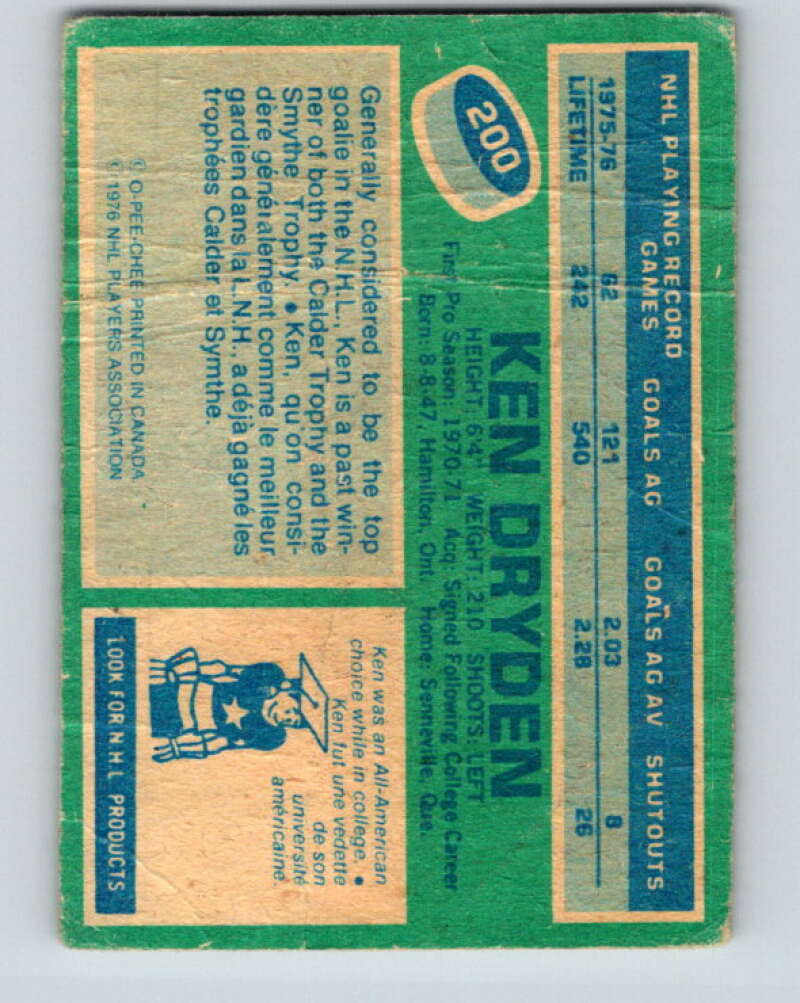 NHL PLAYING RECORD
GAMES GOALS AG GOALS AG AV SHUTOUTS
1975-76 62 121 2.03 8
LIFETIME 242 540 2.28 26
200
KEN DRYDEN
HEIGHT: 6'4" WEIGHT: 210 SHOOTS: LEFT
First Pro Season: 1970-71 Acq: Signed Following College Career
Born: 8-8-47, Hamilton, Ont. Home: Senneville, Que.
Generally considered to be the top
goalie in the N.H.L., Ken is a past win-
ner of both the Calder Trophy and the
Smythe Trophy. • Ken, qu'on consi-
dère généralement comme le meilleur
gardien dans la L.N.H., a déjà gagné les
trophées Calder et Symthe.
© O-PEE-CHEE PRINTED IN CANADA
© 1976 NHL PLAYERS ASSOCIATION
Ken was an All-American
choice while in college. •
Ken fut une vedette
de son
université
américaine.
LOOK FOR N.H.L PRODUCTS